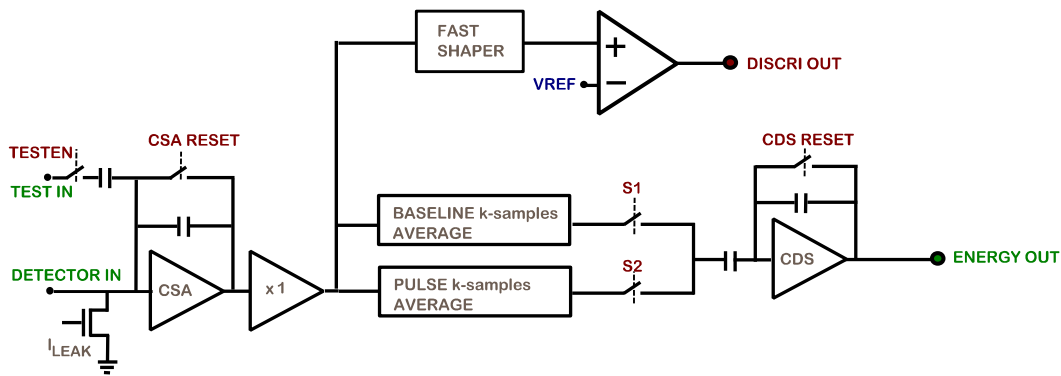 FAST
SHAPER
+
−
VREF
DISCRI OUT
CSA RESET
TESTEN
TEST IN
CDS RESET
S1
BASELINE k-samples
AVERAGE
DETECTOR IN
CSA
x 1
S2
PULSE k-samples
AVERAGE
CDS
ENERGY OUT
ILEAK